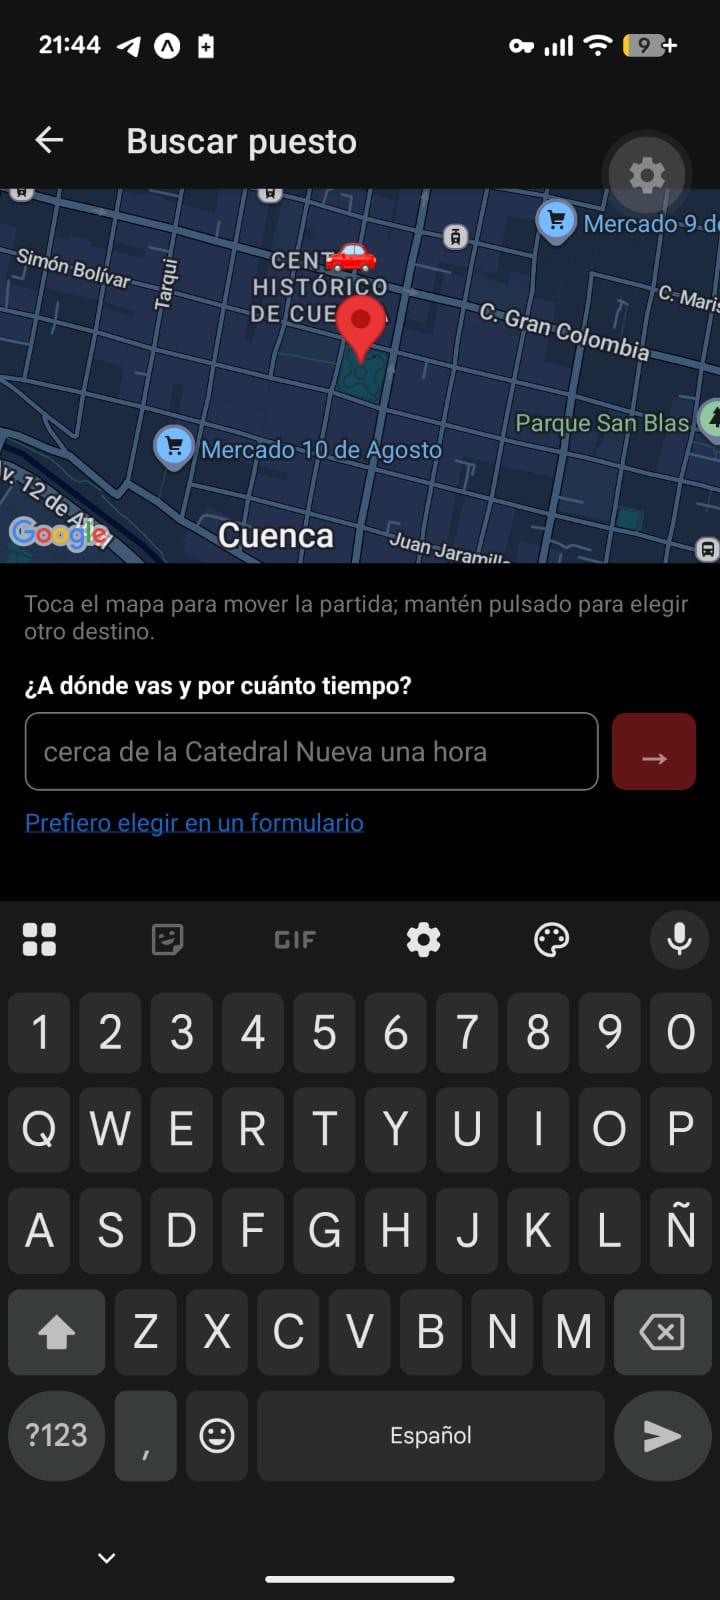 21:44
9+
Buscar puesto
Mercado 9 d
Simón Bolívar
Tarqui
HISTÓRICO
C. Gran Colombia
Parque San Blas
Mercado 10 de Agosto
Google
Cuenca
Toca el mapa para mover la partida; mantén pulsado para elegir
otro destino.
¿A dónde vas y por cuánto tiempo?
cerca de la Catedral Nueva una hora
→
Prefiero elegir en un formulario
GIF
1 2 3 4 5 6 7 8 9 0
Q W E R T Y U I O P
A S D F G H J K L Ñ
Z X C V B N M
?123 , Español